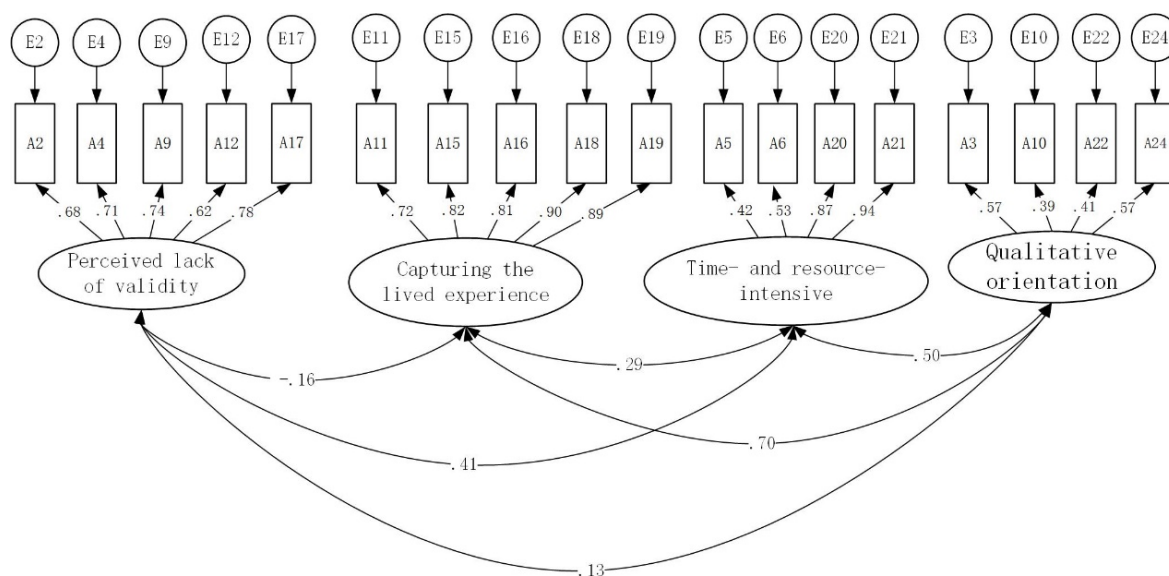 E2 E4 E9 E12 E17 E11 E15 E16 E18 E19 E5 E6 E20 E21 E3 E10 E22 E24
A2 A4 A9 A12 A17 A11 A15 A16 A18 A19 A5 A6 A20 A21 A3 A10 A22 A24
.68 .71 .74 .62 .78 .72 .82 .81 .90 .89 .42 .53 .87 .94 .57 .39 .41 .57
Perceived lack
of validity
Capturing the
lived experience
Time- and resource-
intensive
Qualitative
orientation
-.16
.29
.50
.41
.70
.13